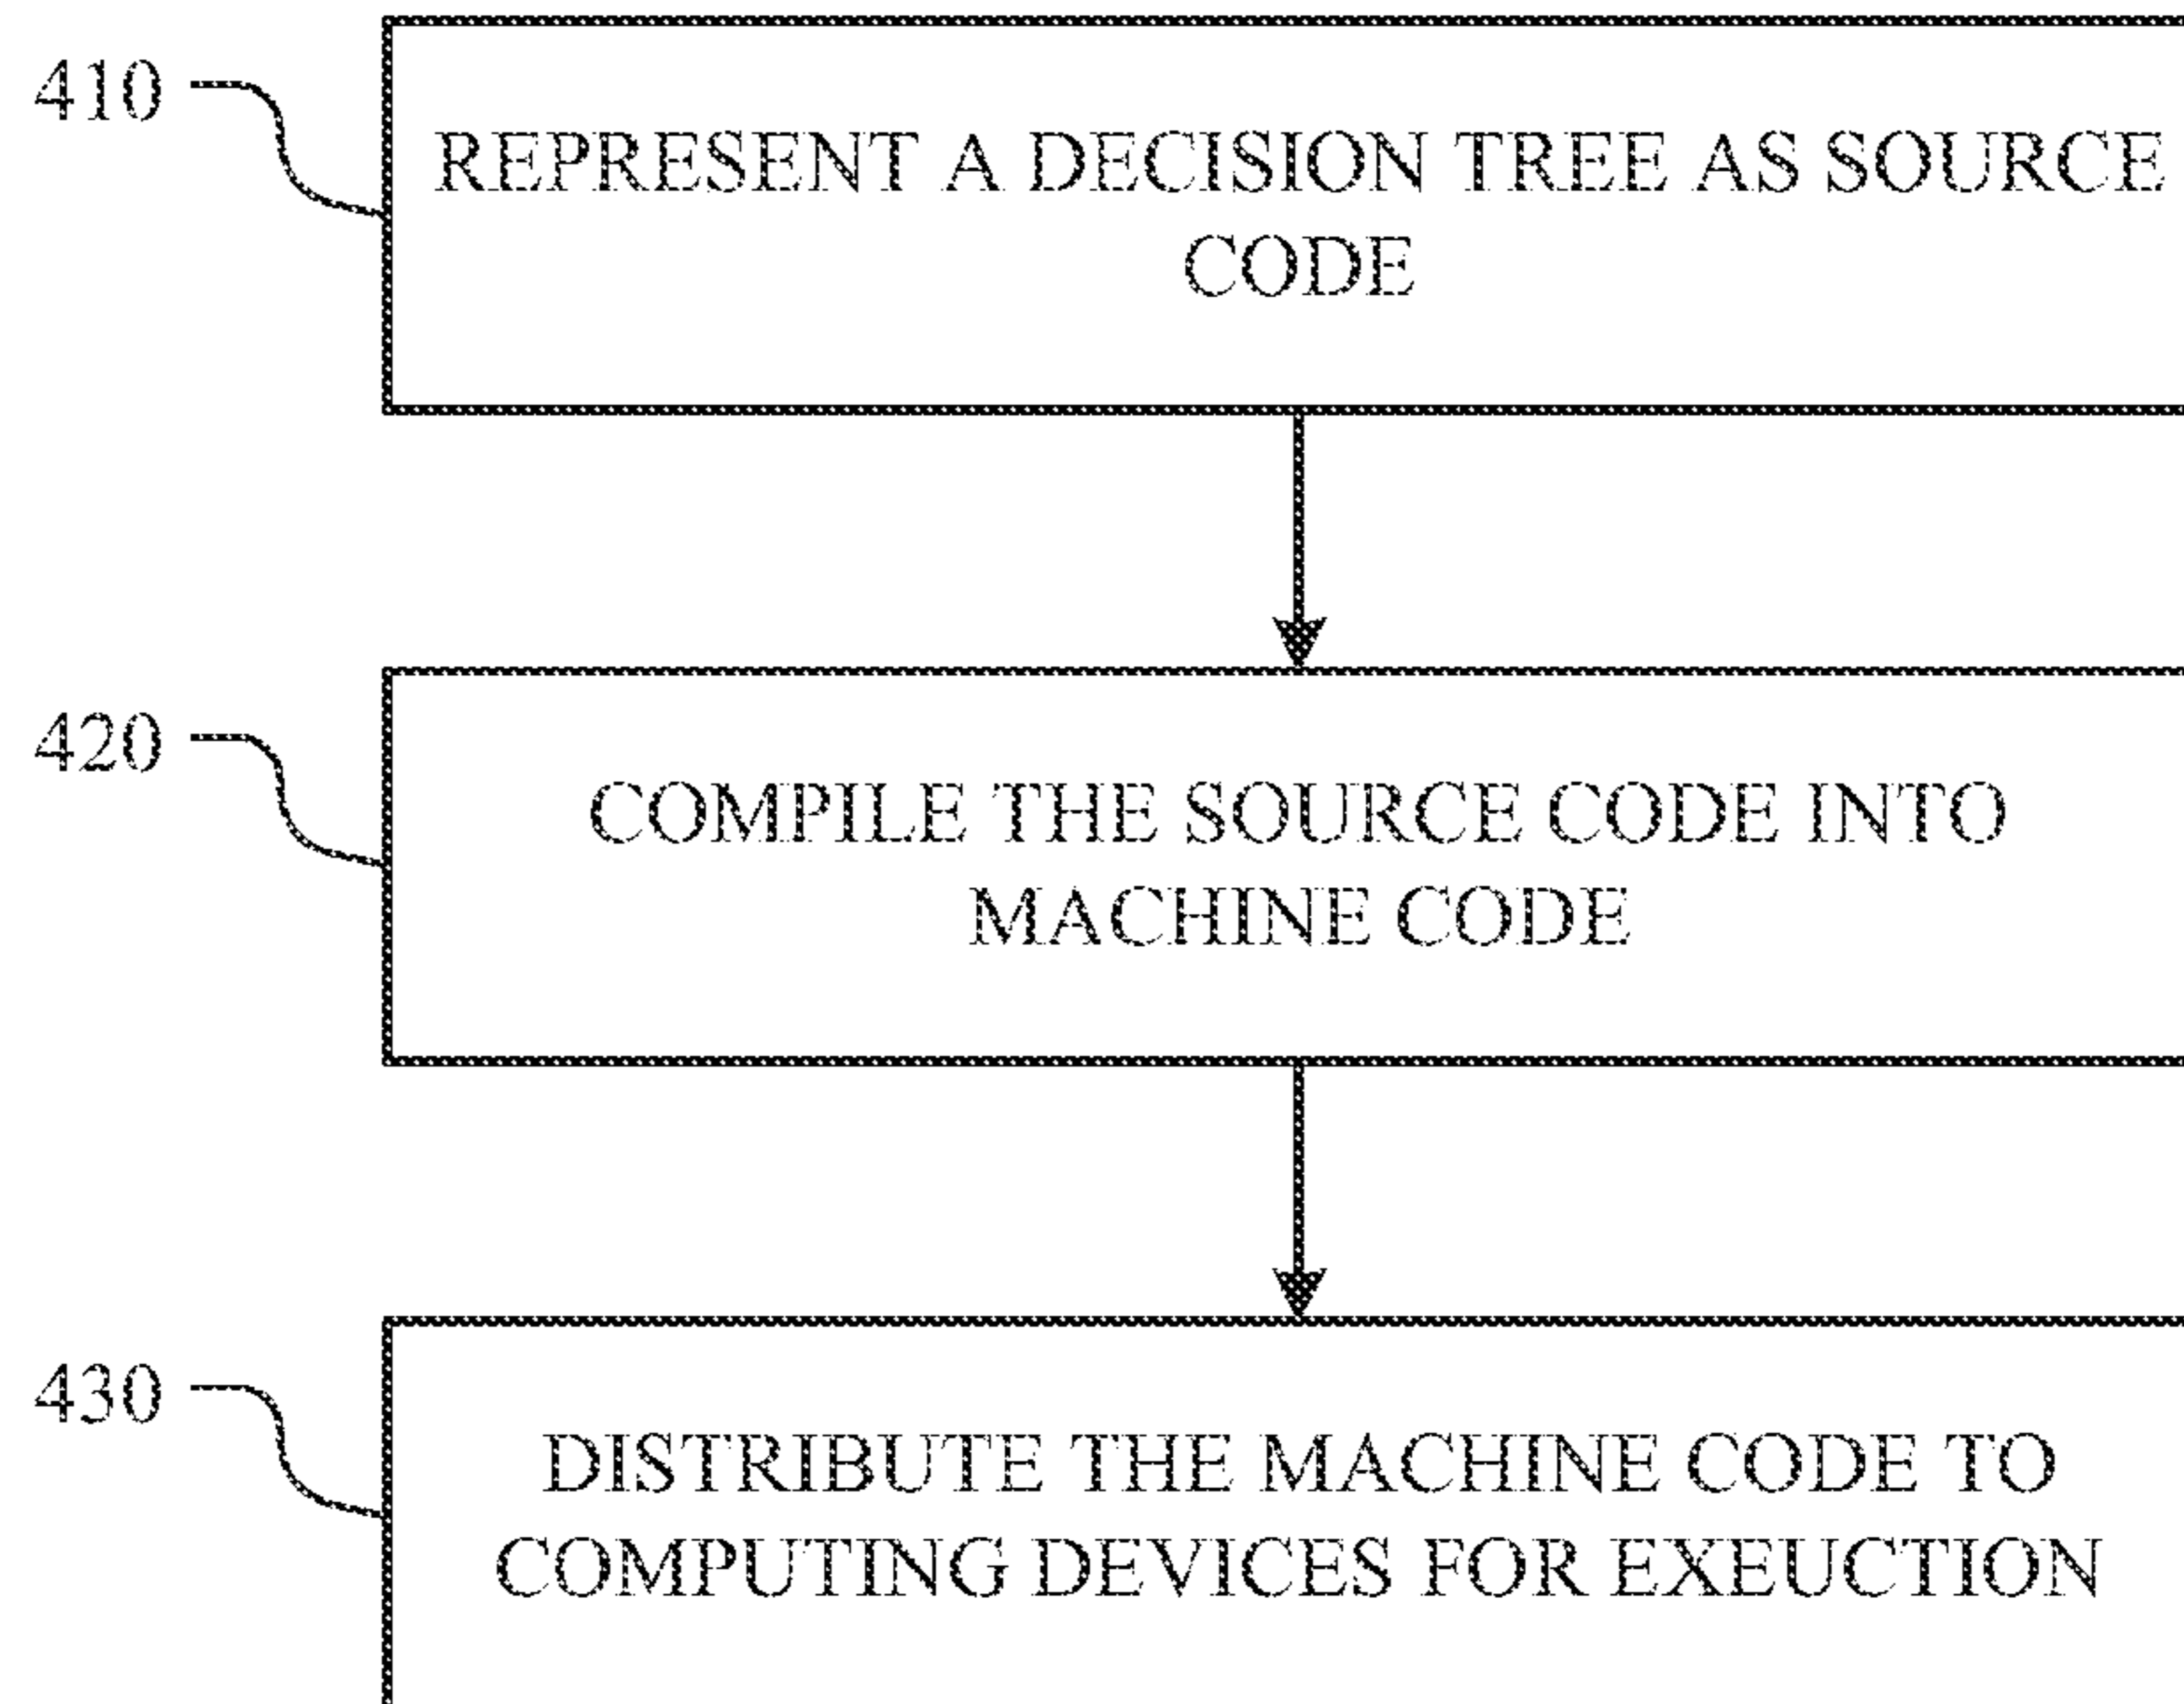 410
REPRESENT A DECISION TREE AS SOURCE
CODE
420
COMPILE THE SOURCE CODE INTO
MACHINE CODE
430
DISTRIBUTE THE MACHINE CODE TO
COMPUTING DEVICES FOR EXEUCTION